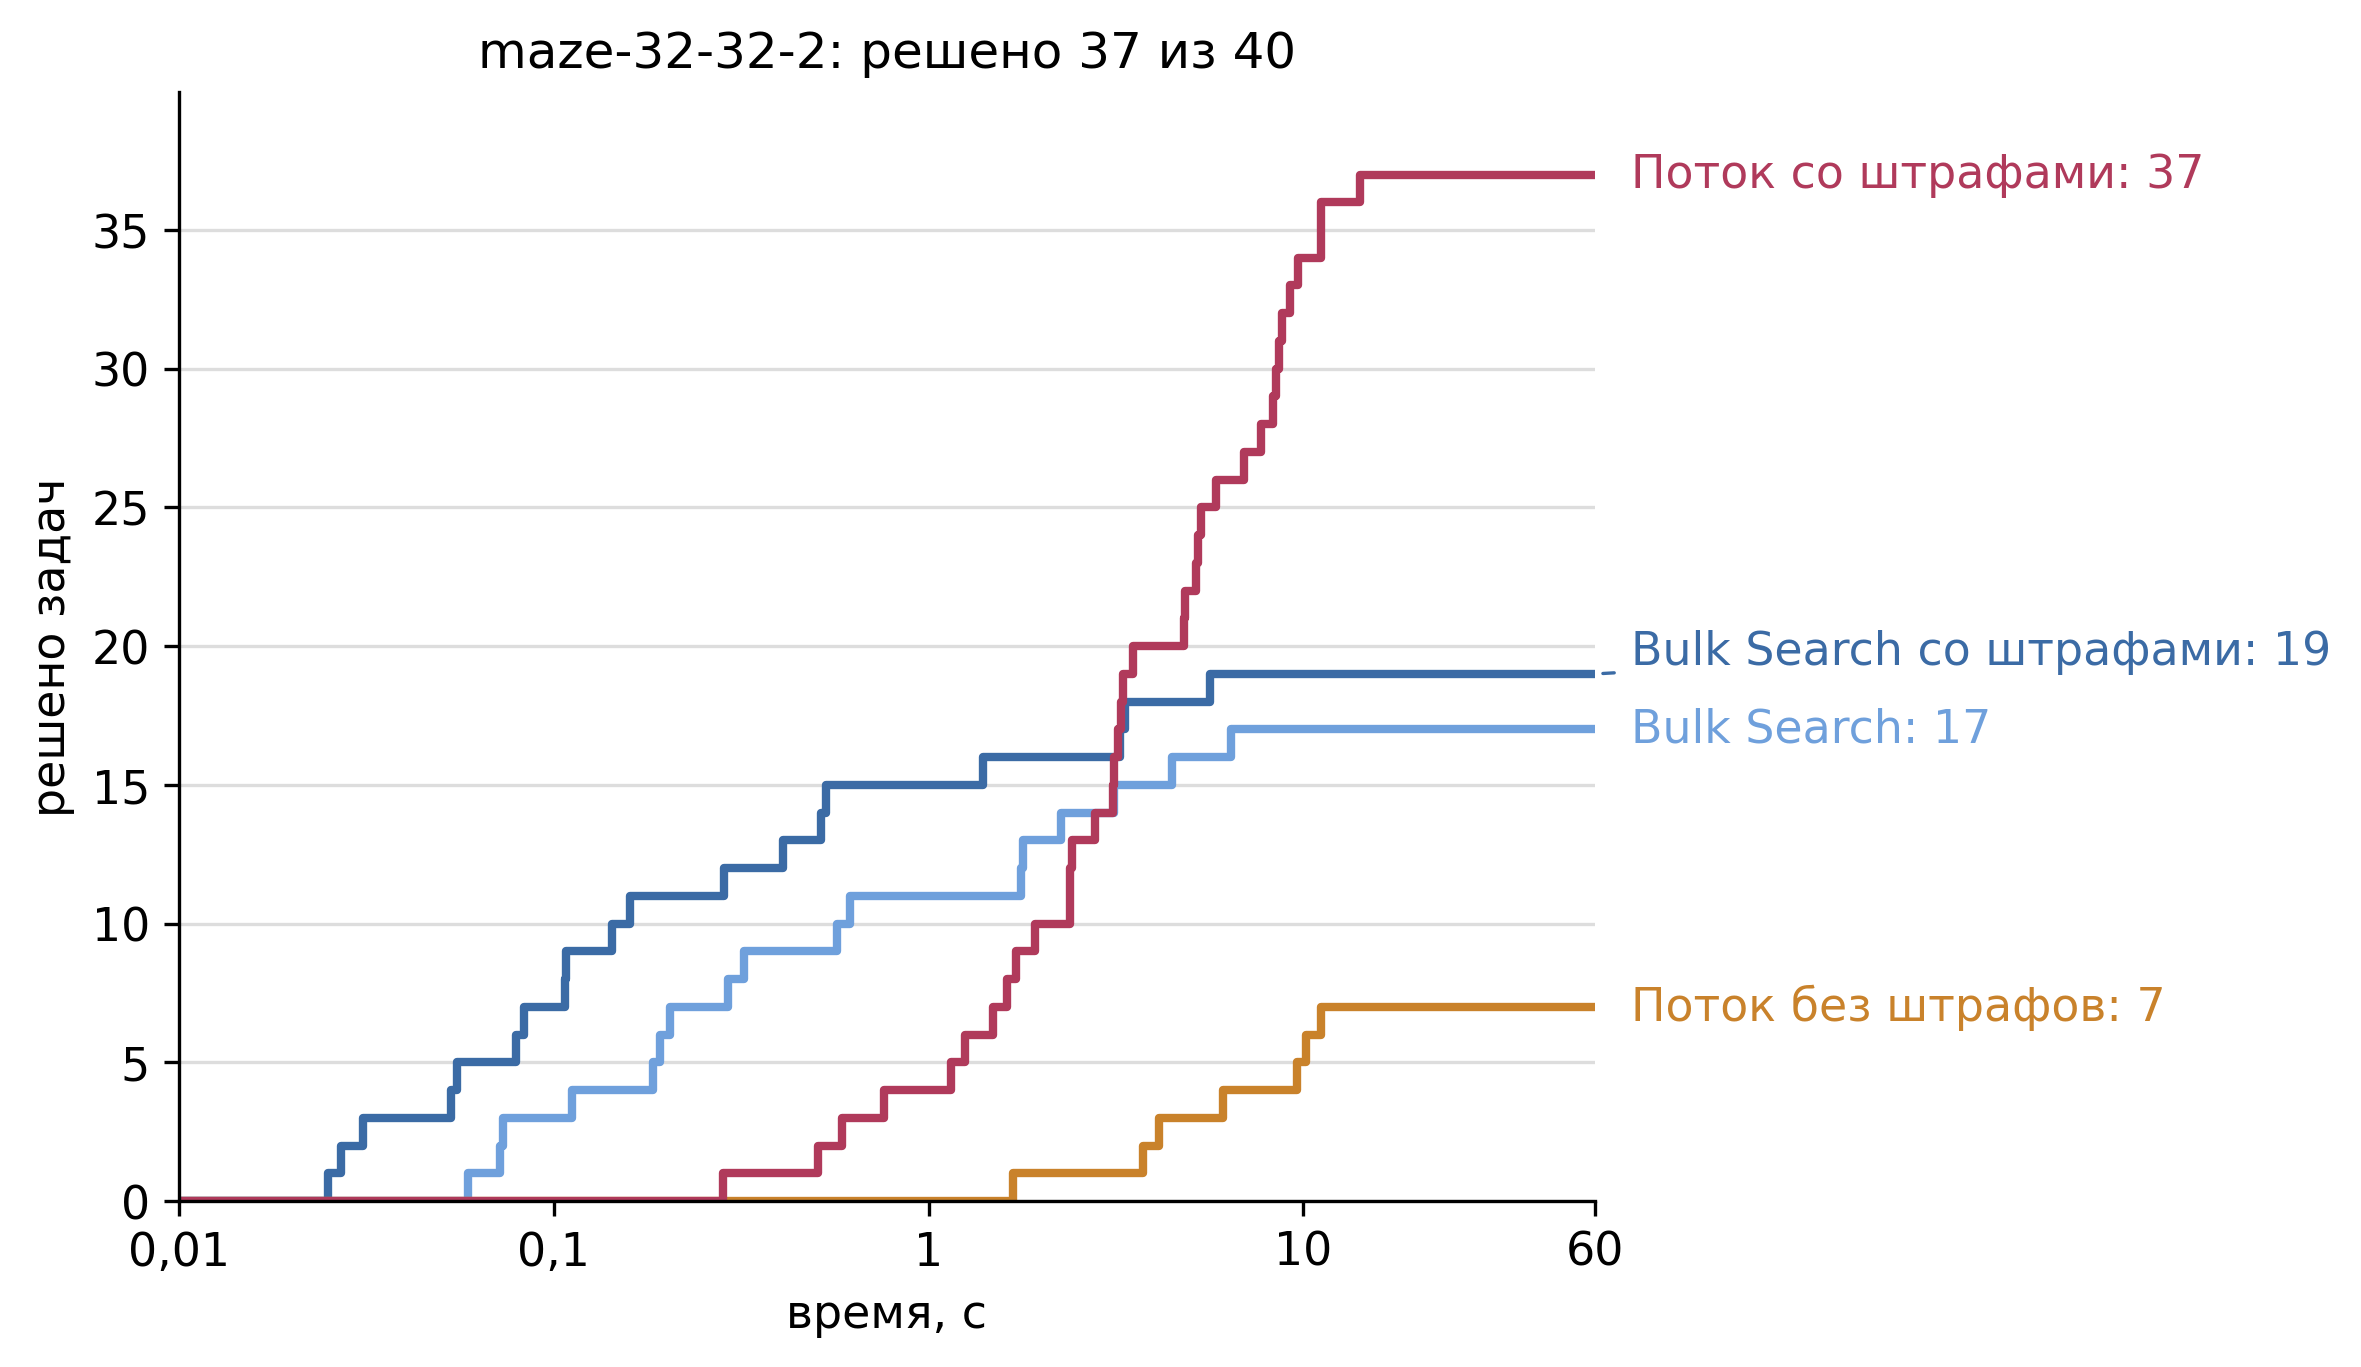 maze-32-32-2: решено 37 из 40
решено задач
35
30
25
20
15
10
5
0
0,01
0,1
1
10
60
время, с
Поток со штрафами: 37
Bulk Search со штрафами: 19
Bulk Search: 17
Поток без штрафов: 7